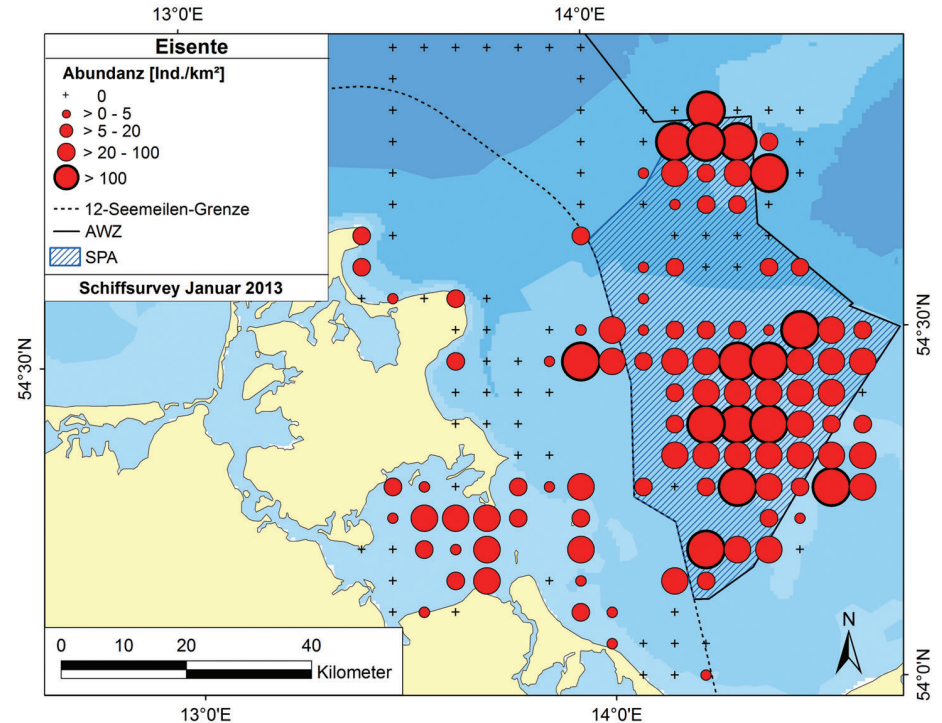 13°0'E 14°0'E
Eisente
Abundanz [Ind./km²]
0
> 0 - 5
> 5 - 20
> 20 - 100
> 100
12-Seemeilen-Grenze
AWZ
SPA
Schiffsurvey Januar 2013
54°30'N
54°30'N
N
0 10 20 40
Kilometer
54°0'N
13°0'E 14°0'E